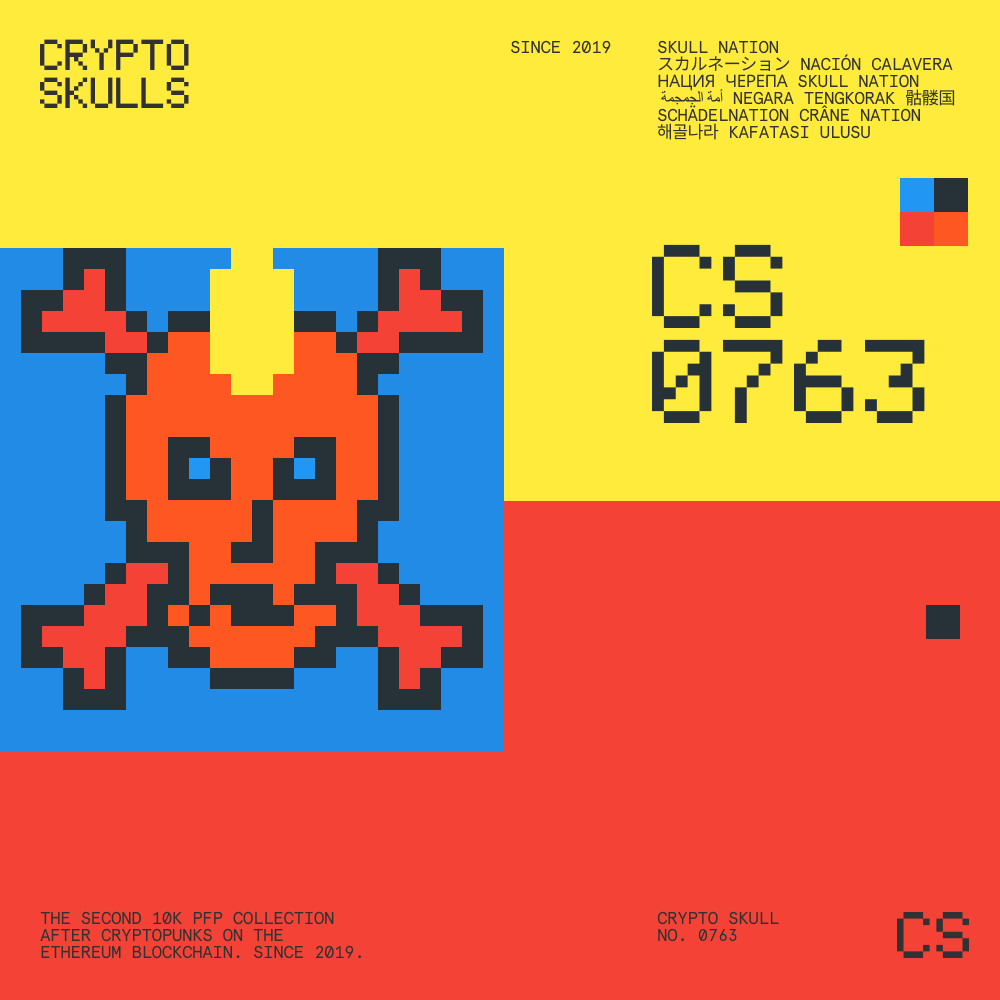 CRYPTO
SKULLS
SINCE 2019
SKULL NATION
スカルネーション NACIÓN CALAVERA
НАЦИЯ ЧЕРЕПА SKULL NATION
أمة الجمجمة NEGARA TENGKORAK 骷髅国
SCHÄDELNATION CRÂNE NATION
해골나라 KAFATASI ULUSU
CS
0763
THE SECOND 10K PFP COLLECTION
AFTER CRYPTOPUNKS ON THE
ETHEREUM BLOCKCHAIN. SINCE 2019.
CRYPTO SKULL
NO. 0763
CS